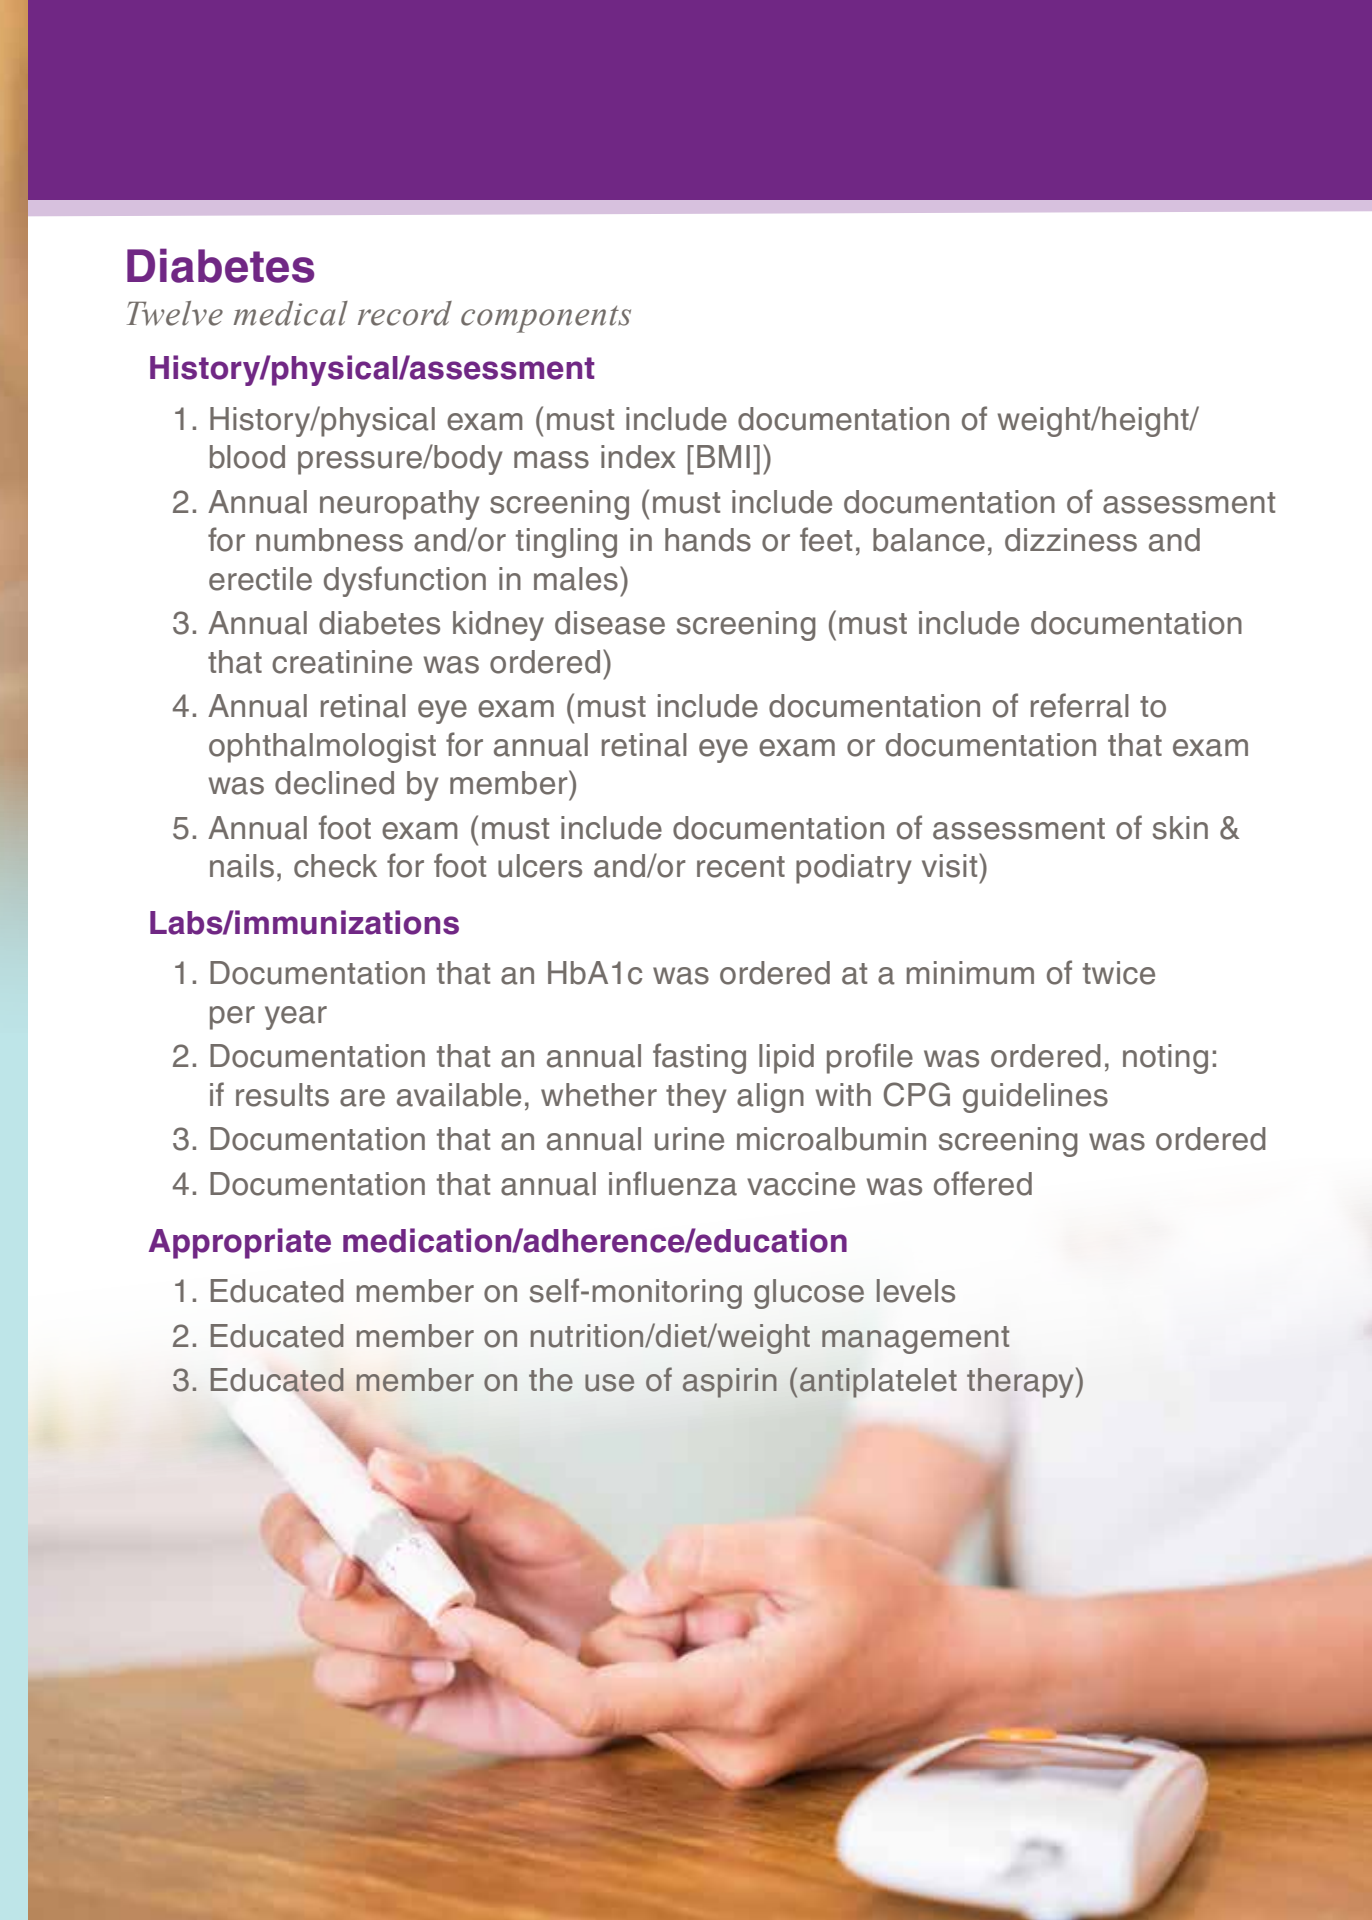 Diabetes
Twelve medical record components
History/physical/assessment
1. History/physical exam (must include documentation of weight/height/
blood pressure/body mass index [BMI])
2. Annual neuropathy screening (must include documentation of assessment
for numbness and/or tingling in hands or feet, balance, dizziness and
erectile dysfunction in males)
3. Annual diabetes kidney disease screening (must include documentation
that creatinine was ordered)
4. Annual retinal eye exam (must include documentation of referral to
ophthalmologist for annual retinal eye exam or documentation that exam
was declined by member)
5. Annual foot exam (must include documentation of assessment of skin &
nails, check for foot ulcers and/or recent podiatry visit)
Labs/immunizations
1. Documentation that an HbA1c was ordered at a minimum of twice
per year
2. Documentation that an annual fasting lipid profile was ordered, noting:
if results are available, whether they align with CPG guidelines
3. Documentation that an annual urine microalbumin screening was ordered
4. Documentation that annual influenza vaccine was offered
Appropriate medication/adherence/education
1. Educated member on self-monitoring glucose levels
2. Educated member on nutrition/diet/weight management
3. Educated member on the use of aspirin (antiplatelet therapy)